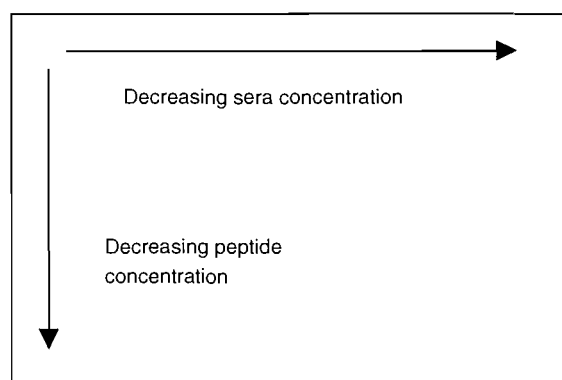 Decreasing sera concentration
Decreasing peptide
concentration